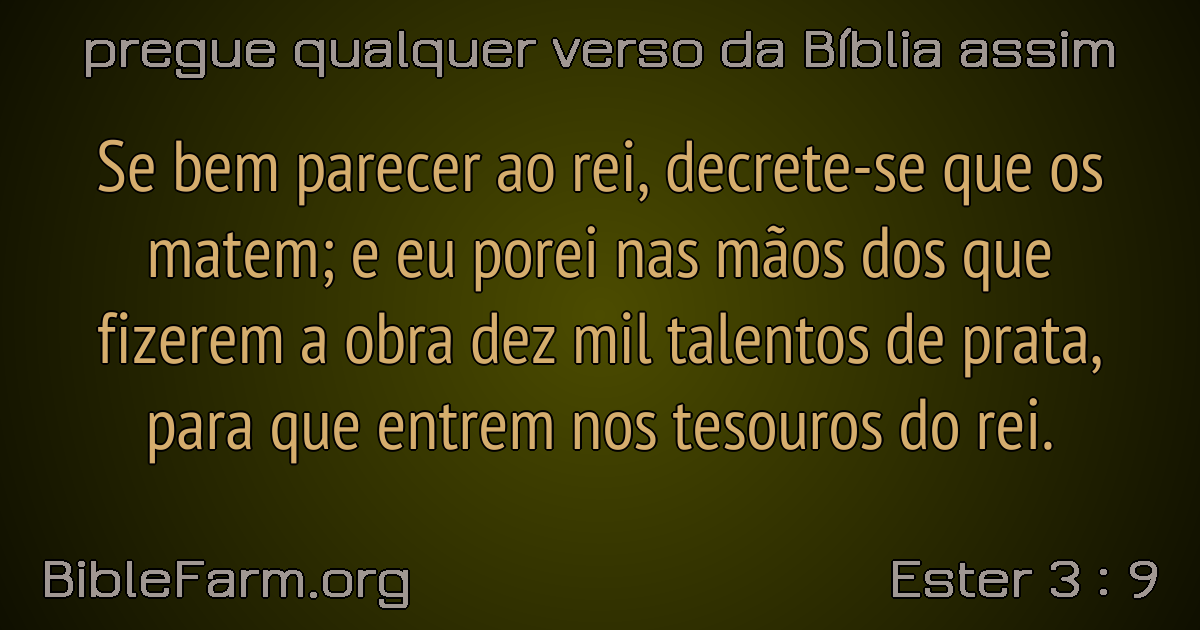 pregue qualquer verso da Bíblia assim
Se bem parecer ao rei, decrete-se que os
matem; e eu porei nas mãos dos que
fizerem a obra dez mil talentos de prata,
para que entrem nos tesouros do rei.
BibleFarm.org
Ester 3 : 9